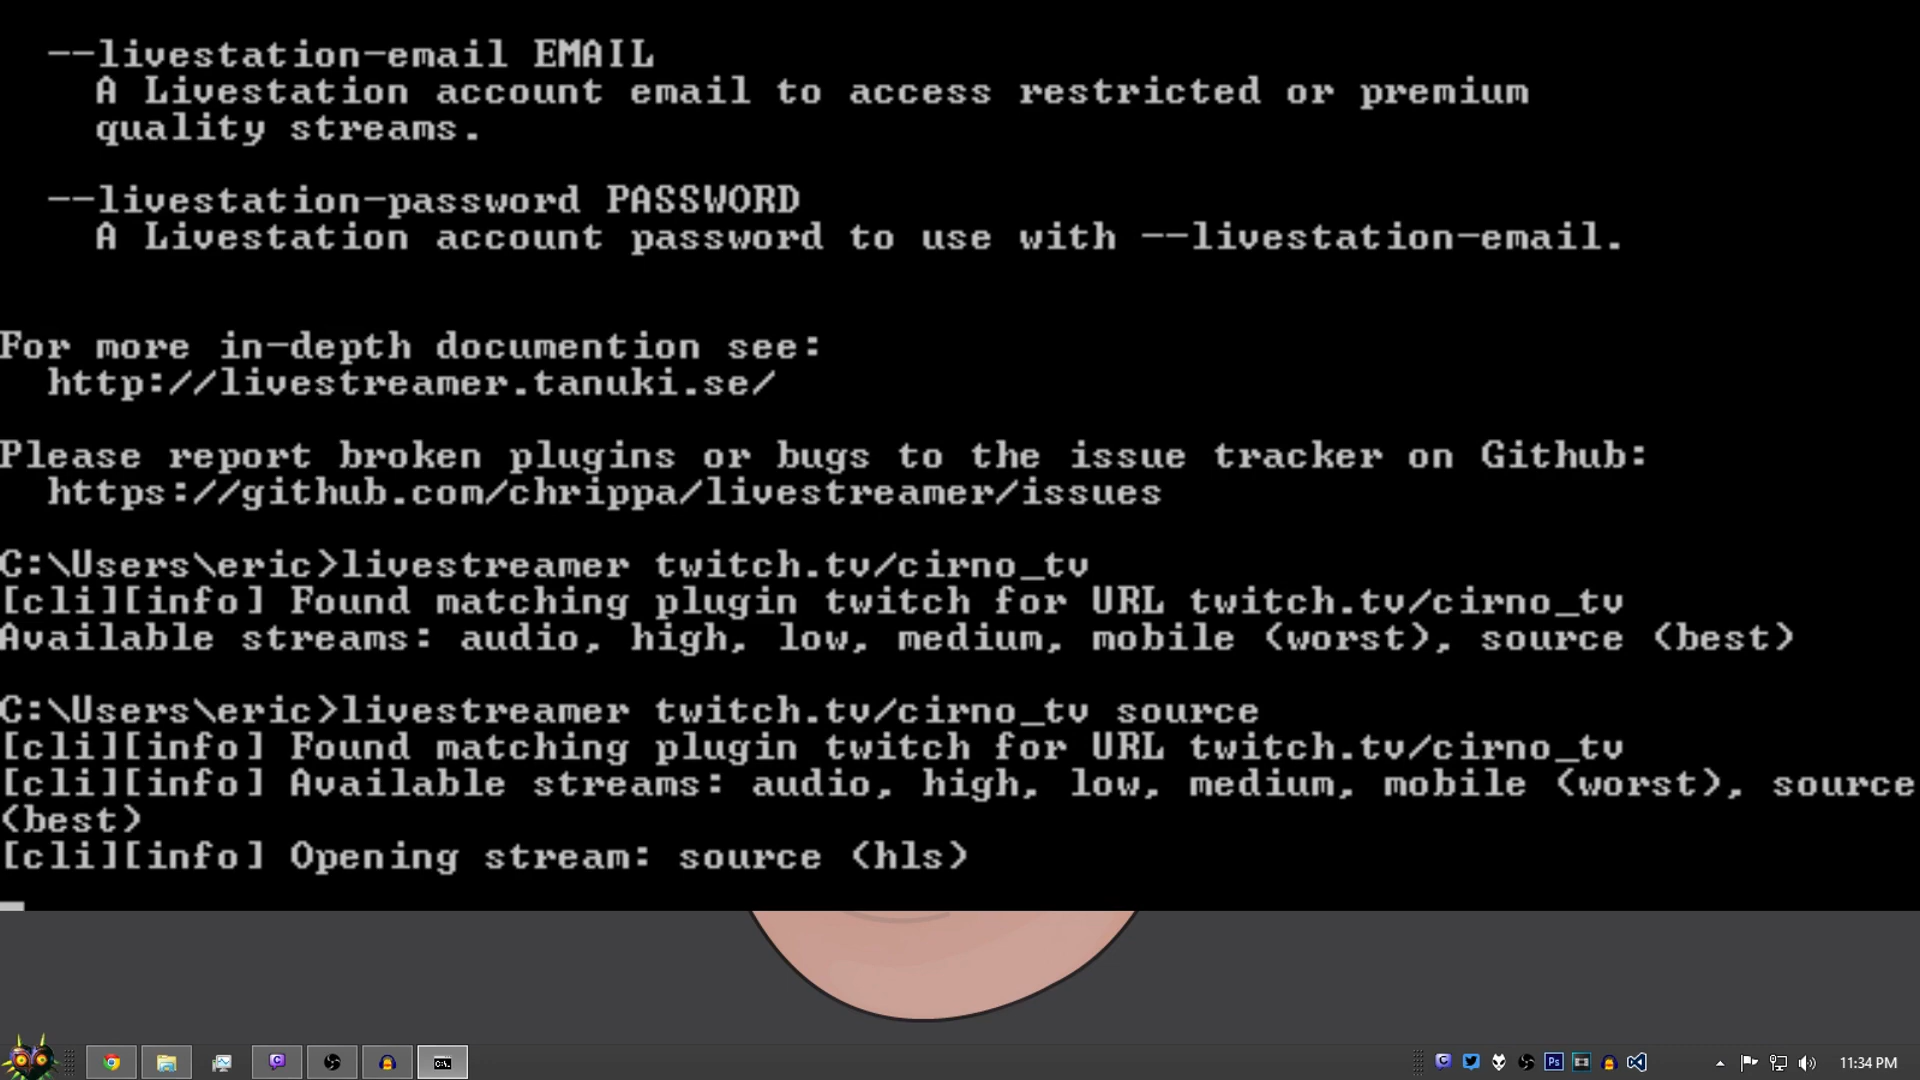 --livestation-email EMAIL
A Livestation account email to access restricted or premium
quality streams.
--livestation-password PASSWORD
A Livestation account password to use with --livestation-email.
For more in-depth documention see:
http://livestreamer.tanuki.se/
Please report broken plugins or bugs to the issue tracker on Github:
https://github.com/chrippa/livestreamer/issues
C:\Users\eric>livestreamer twitch.tv/cirno_tv
[cli][info] Found matching plugin twitch for URL twitch.tv/cirno_tv
Available streams: audio, high, low, medium, mobile (worst), source (best)
C:\Users\eric>livestreamer twitch.tv/cirno_tv source
[cli][info] Found matching plugin twitch for URL twitch.tv/cirno_tv
[cli][info] Available streams: audio, high, low, medium, mobile (worst), source
(best)
[cli][info] Opening stream: source (hls)
C:\.
Ps
11:34 PM